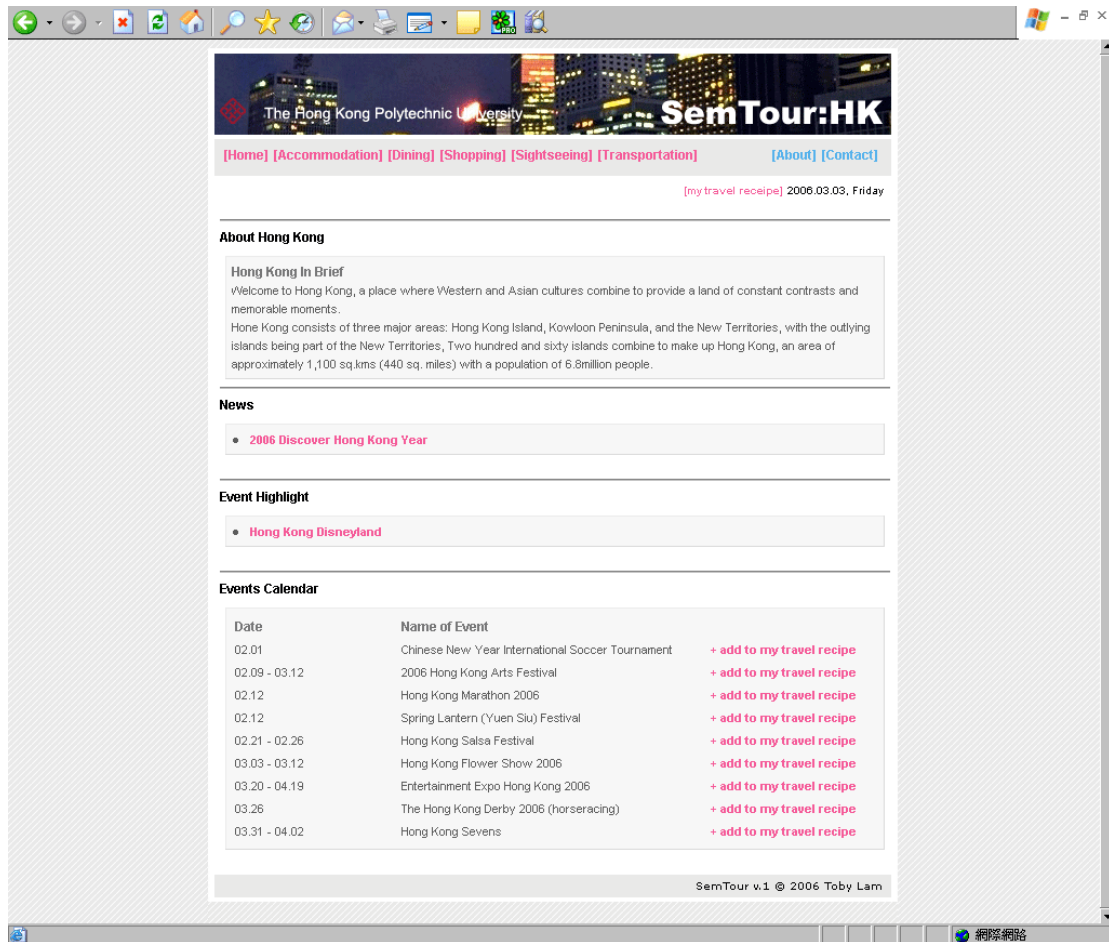 The Hong Kong Polytechnic University
SemTour:HK
[Home] [Accommodation] [Dining] [Shopping] [Sightseeing] [Transportation] [About] [Contact]
[my travel receipe] 2006.03.03, Friday
About Hong Kong
Hong Kong In Brief
Welcome to Hong Kong, a place where Western and Asian cultures combine to provide a land of constant contrasts and
memorable moments.
Hone Kong consists of three major areas: Hong Kong Island, Kowloon Peninsula, and the New Territories, with the outlying
islands being part of the New Territories, Two hundred and sixty islands combine to make up Hong Kong, an area of
approximately 1,100 sq.kms (440 sq. miles) with a population of 6.8million people.
News
• 2006 Discover Hong Kong Year
Event Highlight
• Hong Kong Disneyland
Events Calendar
Date Name of Event
02.01 Chinese New Year International Soccer Tournament + add to my travel recipe
02.09 - 03.12 2006 Hong Kong Arts Festival + add to my travel recipe
02.12 Hong Kong Marathon 2006 + add to my travel recipe
02.12 Spring Lantern (Yuen Siu) Festival + add to my travel recipe
02.21 - 02.26 Hong Kong Salsa Festival + add to my travel recipe
03.03 - 03.12 Hong Kong Flower Show 2006 + add to my travel recipe
03.20 - 04.19 Entertainment Expo Hong Kong 2006 + add to my travel recipe
03.26 The Hong Kong Derby 2006 (horseracing) + add to my travel recipe
03.31 - 04.02 Hong Kong Sevens + add to my travel recipe
SemTour v.1 © 2006 Toby Lam
網際網路